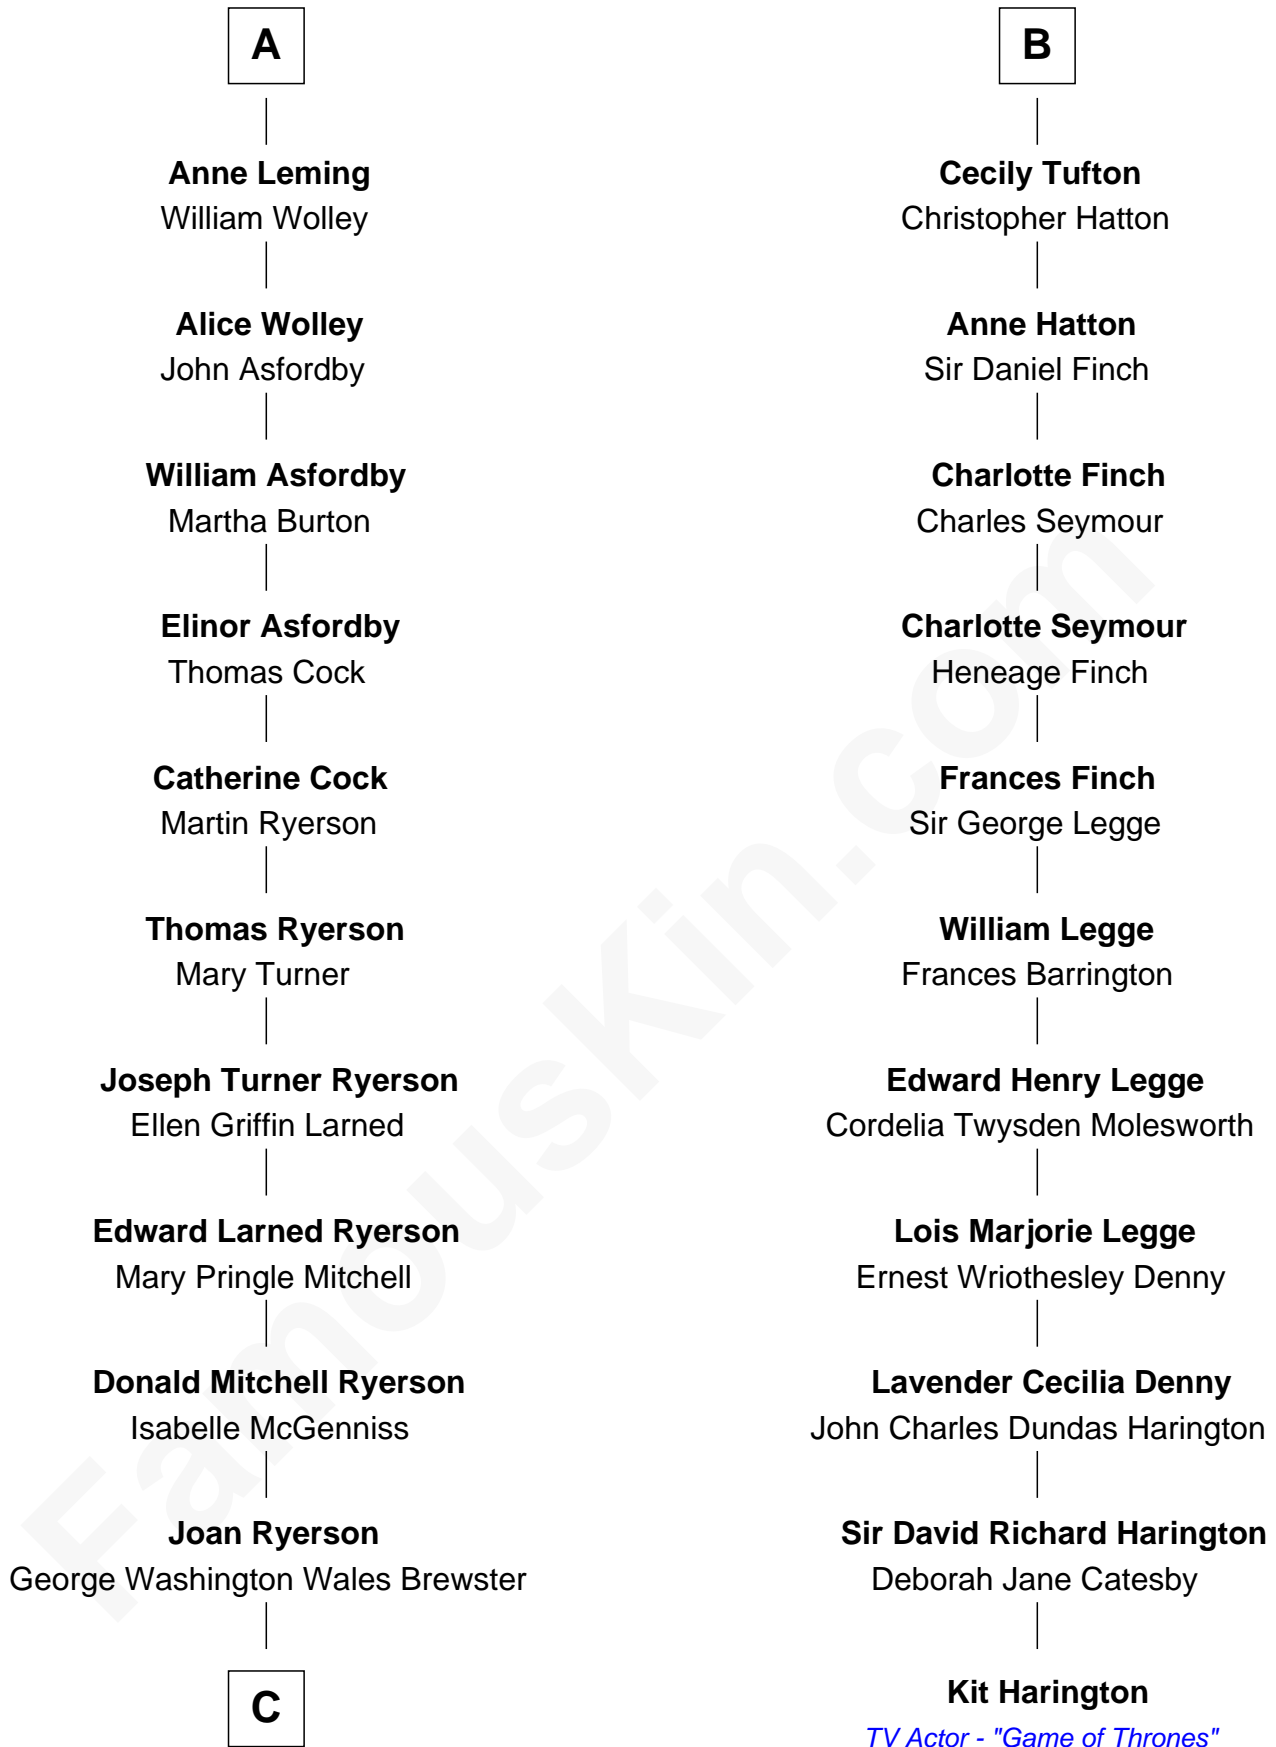 A
Anne Leming
William Wolley
Alice Wolley
John Asfordby
William Asfordby
Martha Burton
Elinor Asfordby
Thomas Cock
Catherine Cock
Martin Ryerson
Thomas Ryerson
Mary Turner
Joseph Turner Ryerson
Ellen Griffin Larned
Edward Larned Ryerson
Mary Pringle Mitchell
Donald Mitchell Ryerson
Isabelle McGenniss
Joan Ryerson
George Washington Wales Brewster
C
B
Cecily Tufton
Christopher Hatton
Anne Hatton
Sir Daniel Finch
Charlotte Finch
Charles Seymour
Charlotte Seymour
Heneage Finch
Frances Finch
Sir George Legge
William Legge
Frances Barrington
Edward Henry Legge
Cordelia Twysden Molesworth
Lois Marjorie Legge
Ernest Wriothesley Denny
Lavender Cecilia Denny
John Charles Dundas Harington
Sir David Richard Harington
Deborah Jane Catesby
Kit Harington
TV Actor - "Game of Thrones"
FamousKin.com